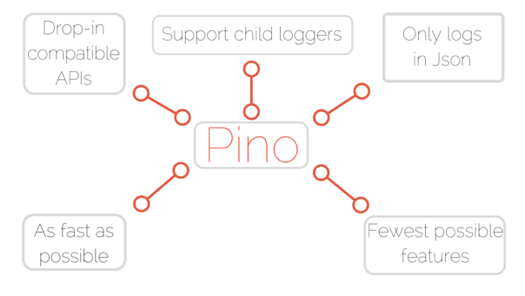 Drop-in
compatible
APIs
Support child loggers
Only logs
in Json
Pino
As fast as
possible
Fewest possible
features